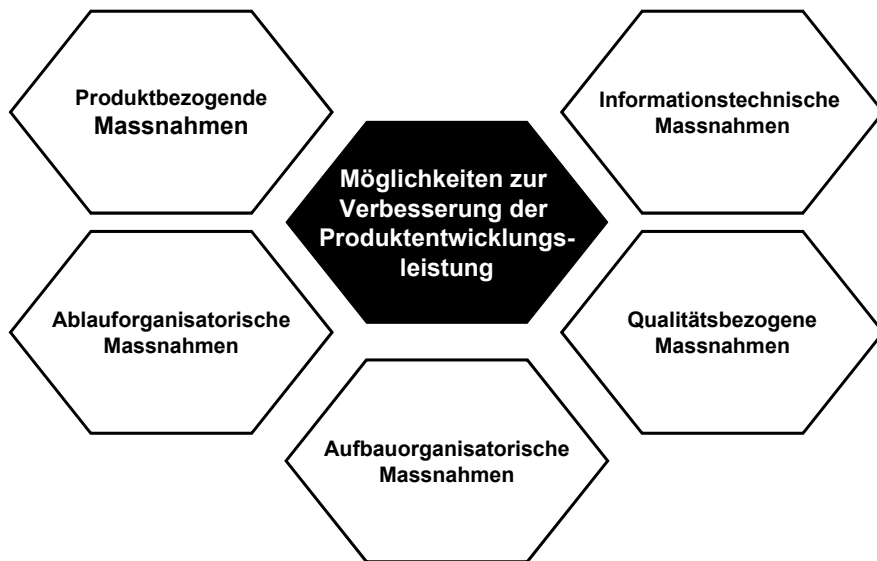 Produktbezogende
Massnahmen
Informationstechnische
Massnahmen
Möglichkeiten zur
Verbesserung der
Produktentwicklungs-
leistung
Ablauforganisatorische
Massnahmen
Qualitätsbezogene
Massnahmen
Aufbauorganisatorische
Massnahmen